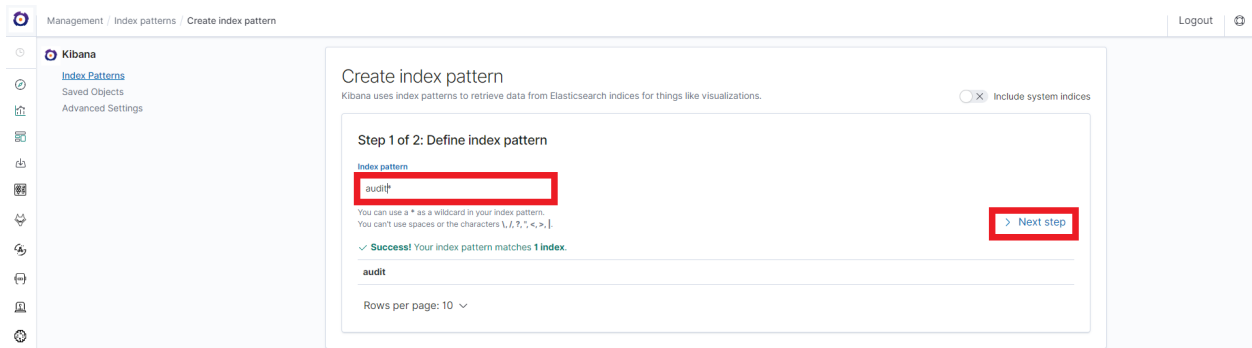 Management / Index patterns / Create index pattern
Logout
Kibana
Index Patterns
Saved Objects
Advanced Settings
Create index pattern
Kibana uses index patterns to retrieve data from Elasticsearch indices for things like visualizations.
Include system indices
Step 1 of 2: Define index pattern
Index pattern
audit*
You can use a * as a wildcard in your index pattern.
You can't use spaces or the characters \, /, ?, ", <, >, |.
Next step
Success! Your index pattern matches 1 index.
audit
Rows per page: 10